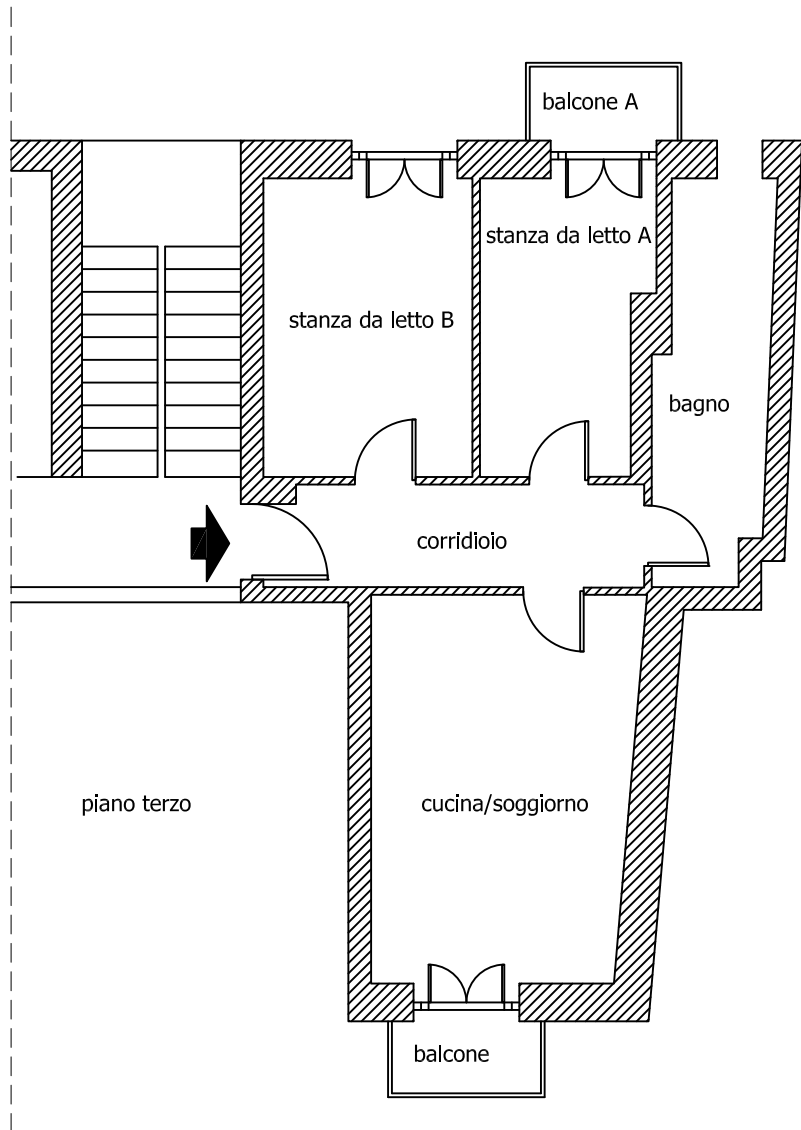 balcone A
stanza da letto A
stanza da letto B
bagno
corridioio
piano terzo
cucina/soggiorno
balcone